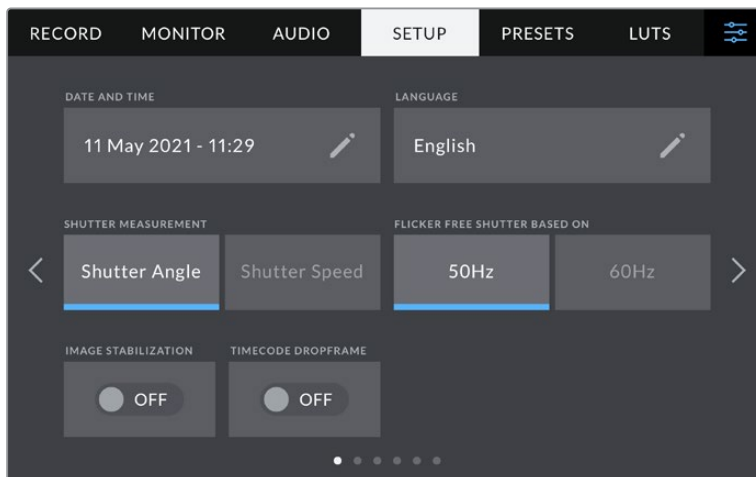 RECORD MONITOR AUDIO SETUP PRESETS LUTS
DATE AND TIME LANGUAGE
11 May 2021 - 11:29 English
SHUTTER MEASUREMENT FLICKER FREE SHUTTER BASED ON
Shutter Angle Shutter Speed 50Hz 60Hz
IMAGE STABILIZATION TIMECODE DROPFRAME
OFF OFF